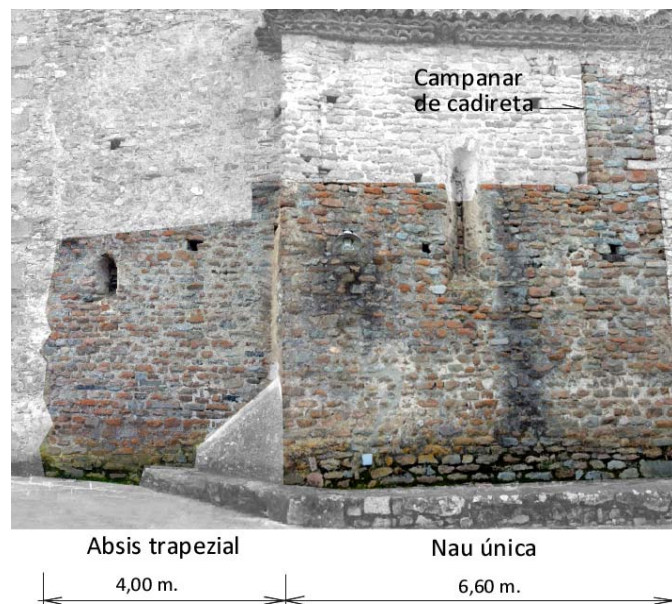 Campanar
de cadireta
Absis trapezial
Nau única
4,00 m.
6,60 m.